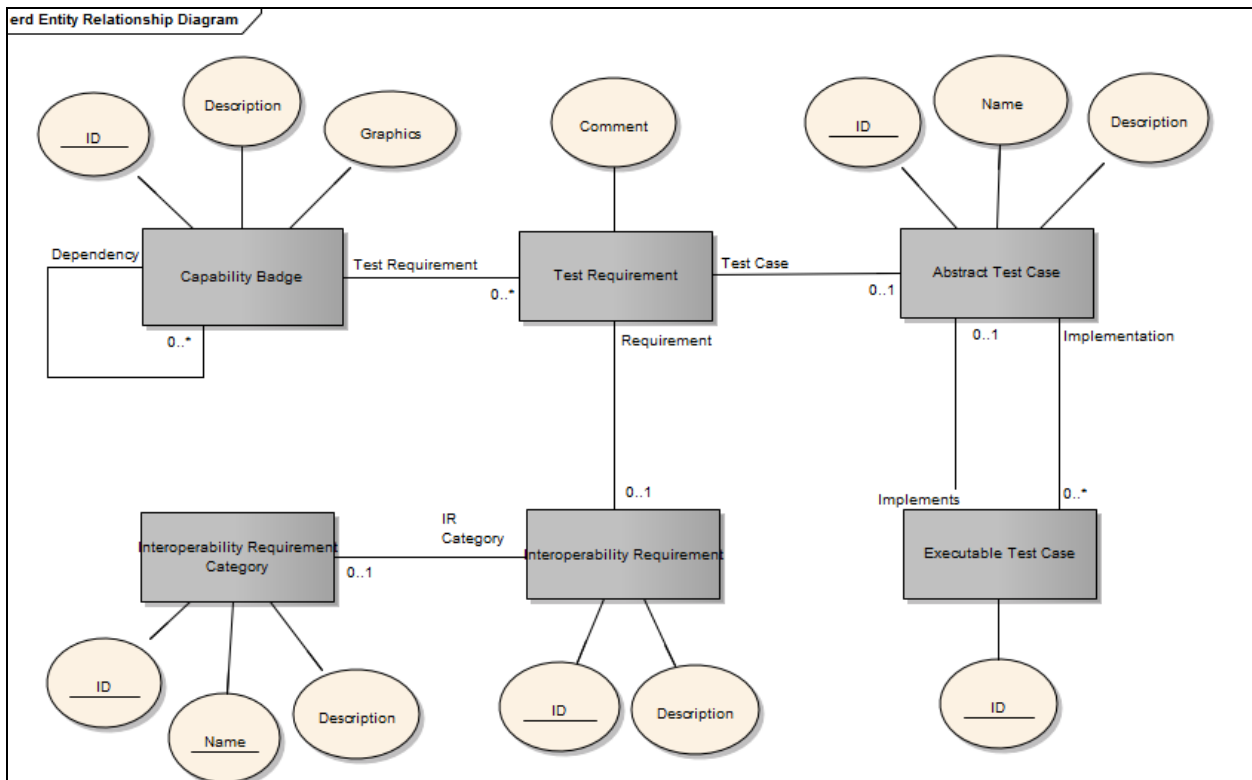 erd Entity Relationship Diagram
ID
Description
Graphics
Comment
ID
Name
Description
Dependency
Capability Badge
0..*
Test Requirement
0..*
Test Requirement
Test Case
0..1
Abstract Test Case
Requirement
0..1
0..1
Implementation
Implements
0..*
Interoperability Requirement
Category
0..1
IR
Category
Interoperability Requirement
Executable Test Case
ID
Name
Description
ID
Description
ID